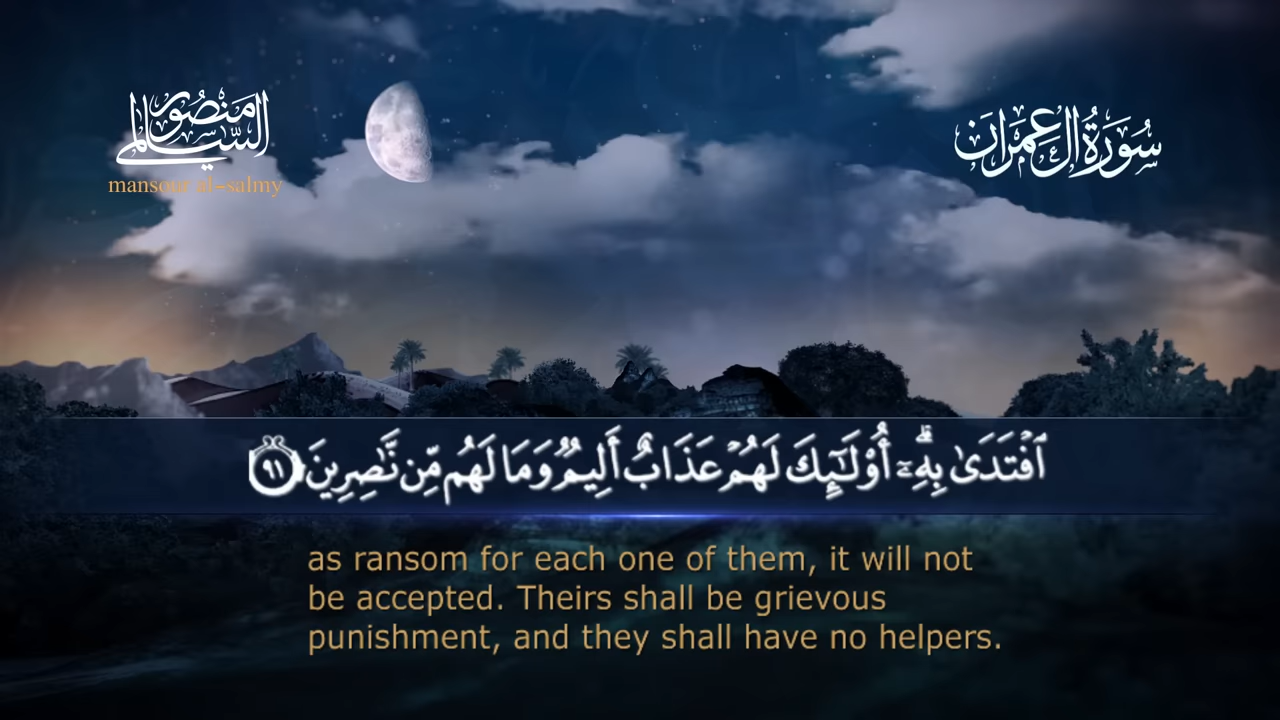 المنصور السالمي
mansour al-salmy
سُورَةُ آلِ عِمْرَان
ٱفْتَدَىٰ بِهِۦٓۗ أُو۟لَـٰٓئِكَ لَهُمْ عَذَابٌ أَلِيمٌ وَمَا لَهُم مِّن نَّـٰصِرِينَ ٩١
as ransom for each one of them, it will not
be accepted. Theirs shall be grievous
punishment, and they shall have no helpers.